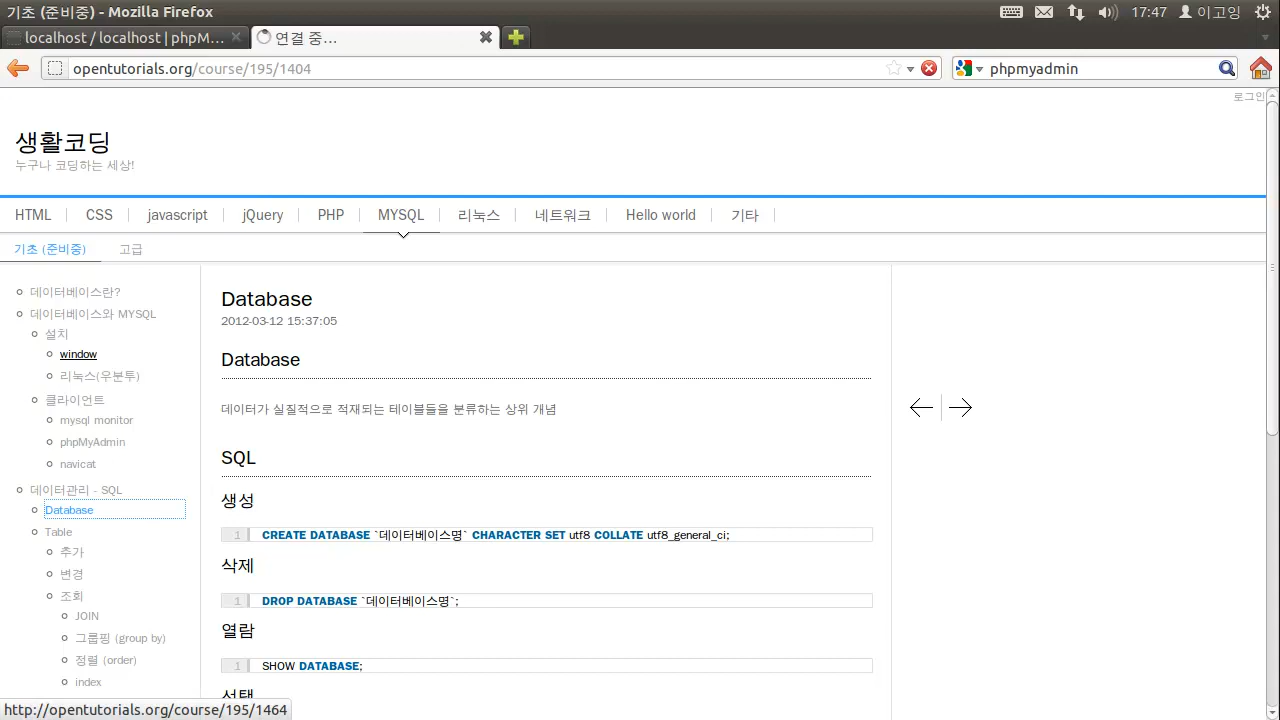 기초 (준비중) - Mozilla Firefox
17:47 이고잉
localhost / localhost | phpM…
연결 중…
opentutorials.org/course/195/1404
phpmyadmin
로그인
생활코딩
누구나 코딩하는 세상!
HTML CSS javascript jQuery PHP MYSQL 리눅스 네트워크 Hello world 기타
기초 (준비중) 고급
데이터베이스란?
데이터베이스와 MYSQL
설치
window
리눅스(우분투)
클라이언트
mysql monitor
phpMyAdmin
navicat
데이터관리 - SQL
Database
Table
추가
변경
조회
JOIN
그룹핑 (group by)
정렬 (order)
index
Database
2012-03-12 15:37:05
Database
데이터가 실질적으로 적재되는 테이블들을 분류하는 상위 개념
SQL
생성
1 CREATE DATABASE `데이터베이스명` CHARACTER SET utf8 COLLATE utf8_general_ci;
삭제
1 DROP DATABASE `데이터베이스명`;
열람
1 SHOW DATABASE;
선택
http://opentutorials.org/course/195/1464